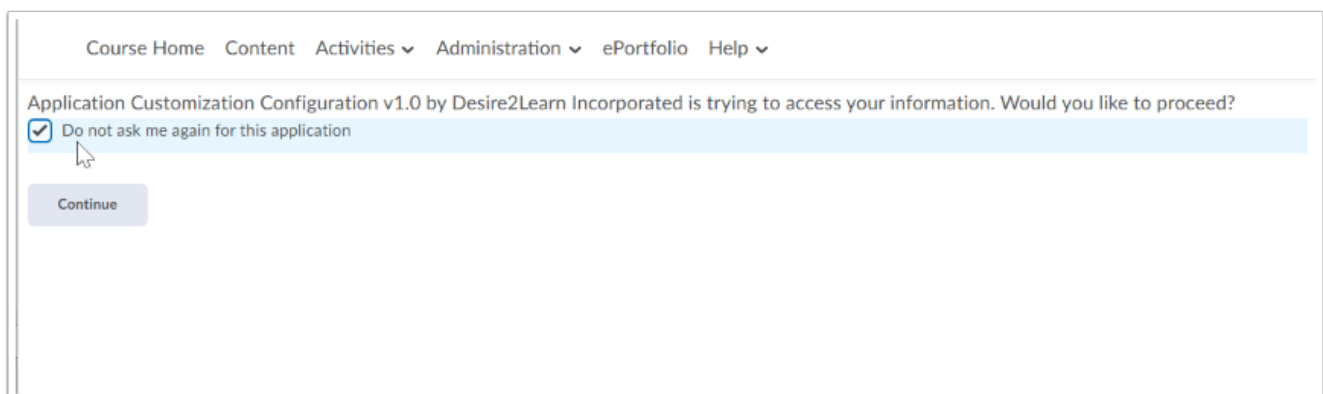 Course Home Content Activities Administration ePortfolio Help
Application Customization Configuration v1.0 by Desire2Learn Incorporated is trying to access your information. Would you like to proceed?
Do not ask me again for this application
Continue